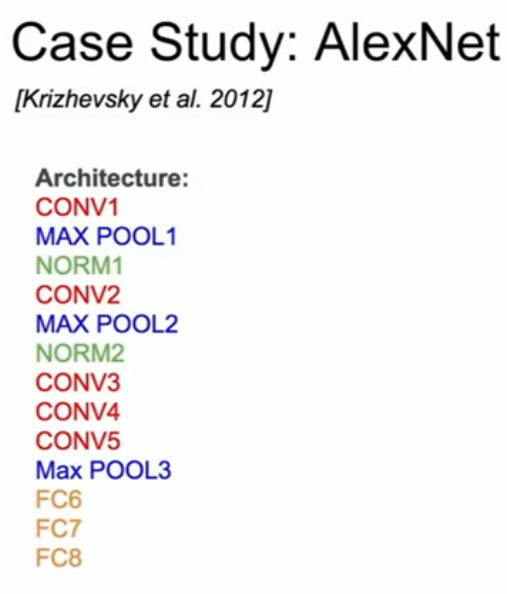 Case Study: AlexNet
[Krizhevsky et al. 2012]
Architecture:
CONV1
MAX POOL1
NORM1
CONV2
MAX POOL2
NORM2
CONV3
CONV4
CONV5
Max POOL3
FC6
FC7
FC8